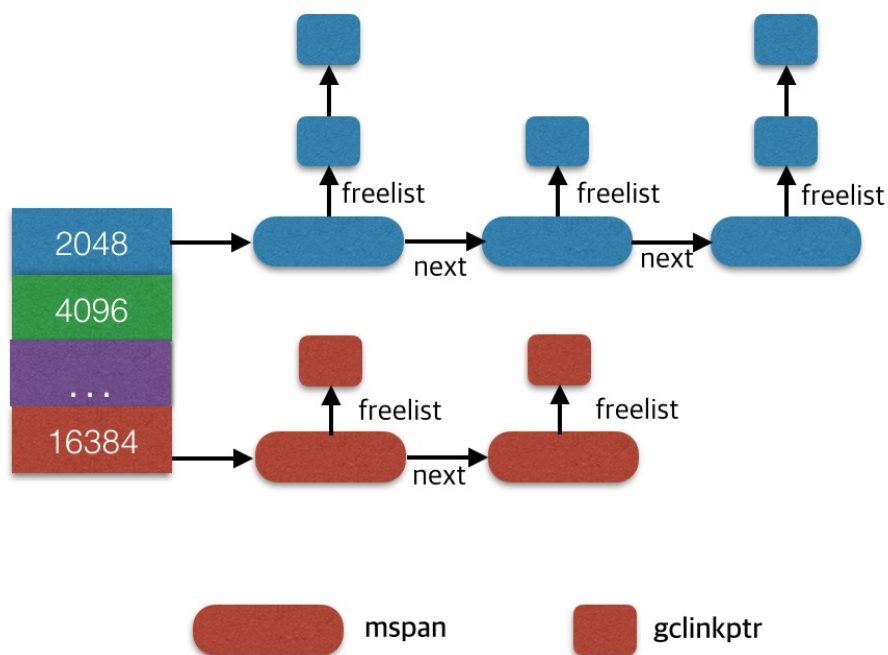 freelist
freelist
freelist
2048
next
next
4096
...
freelist
freelist
16384
next
mspan
gclinkptr